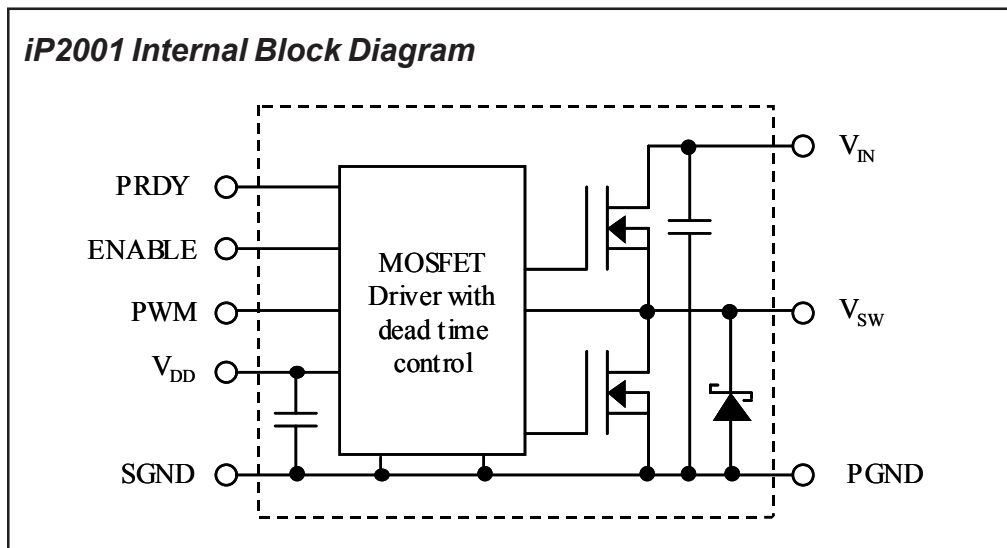 iP2001 Internal Block Diagram
PRDY
ENABLE
PWM
VDD
SGND
MOSFET
Driver with
dead time
control
VIN
VSW
PGND